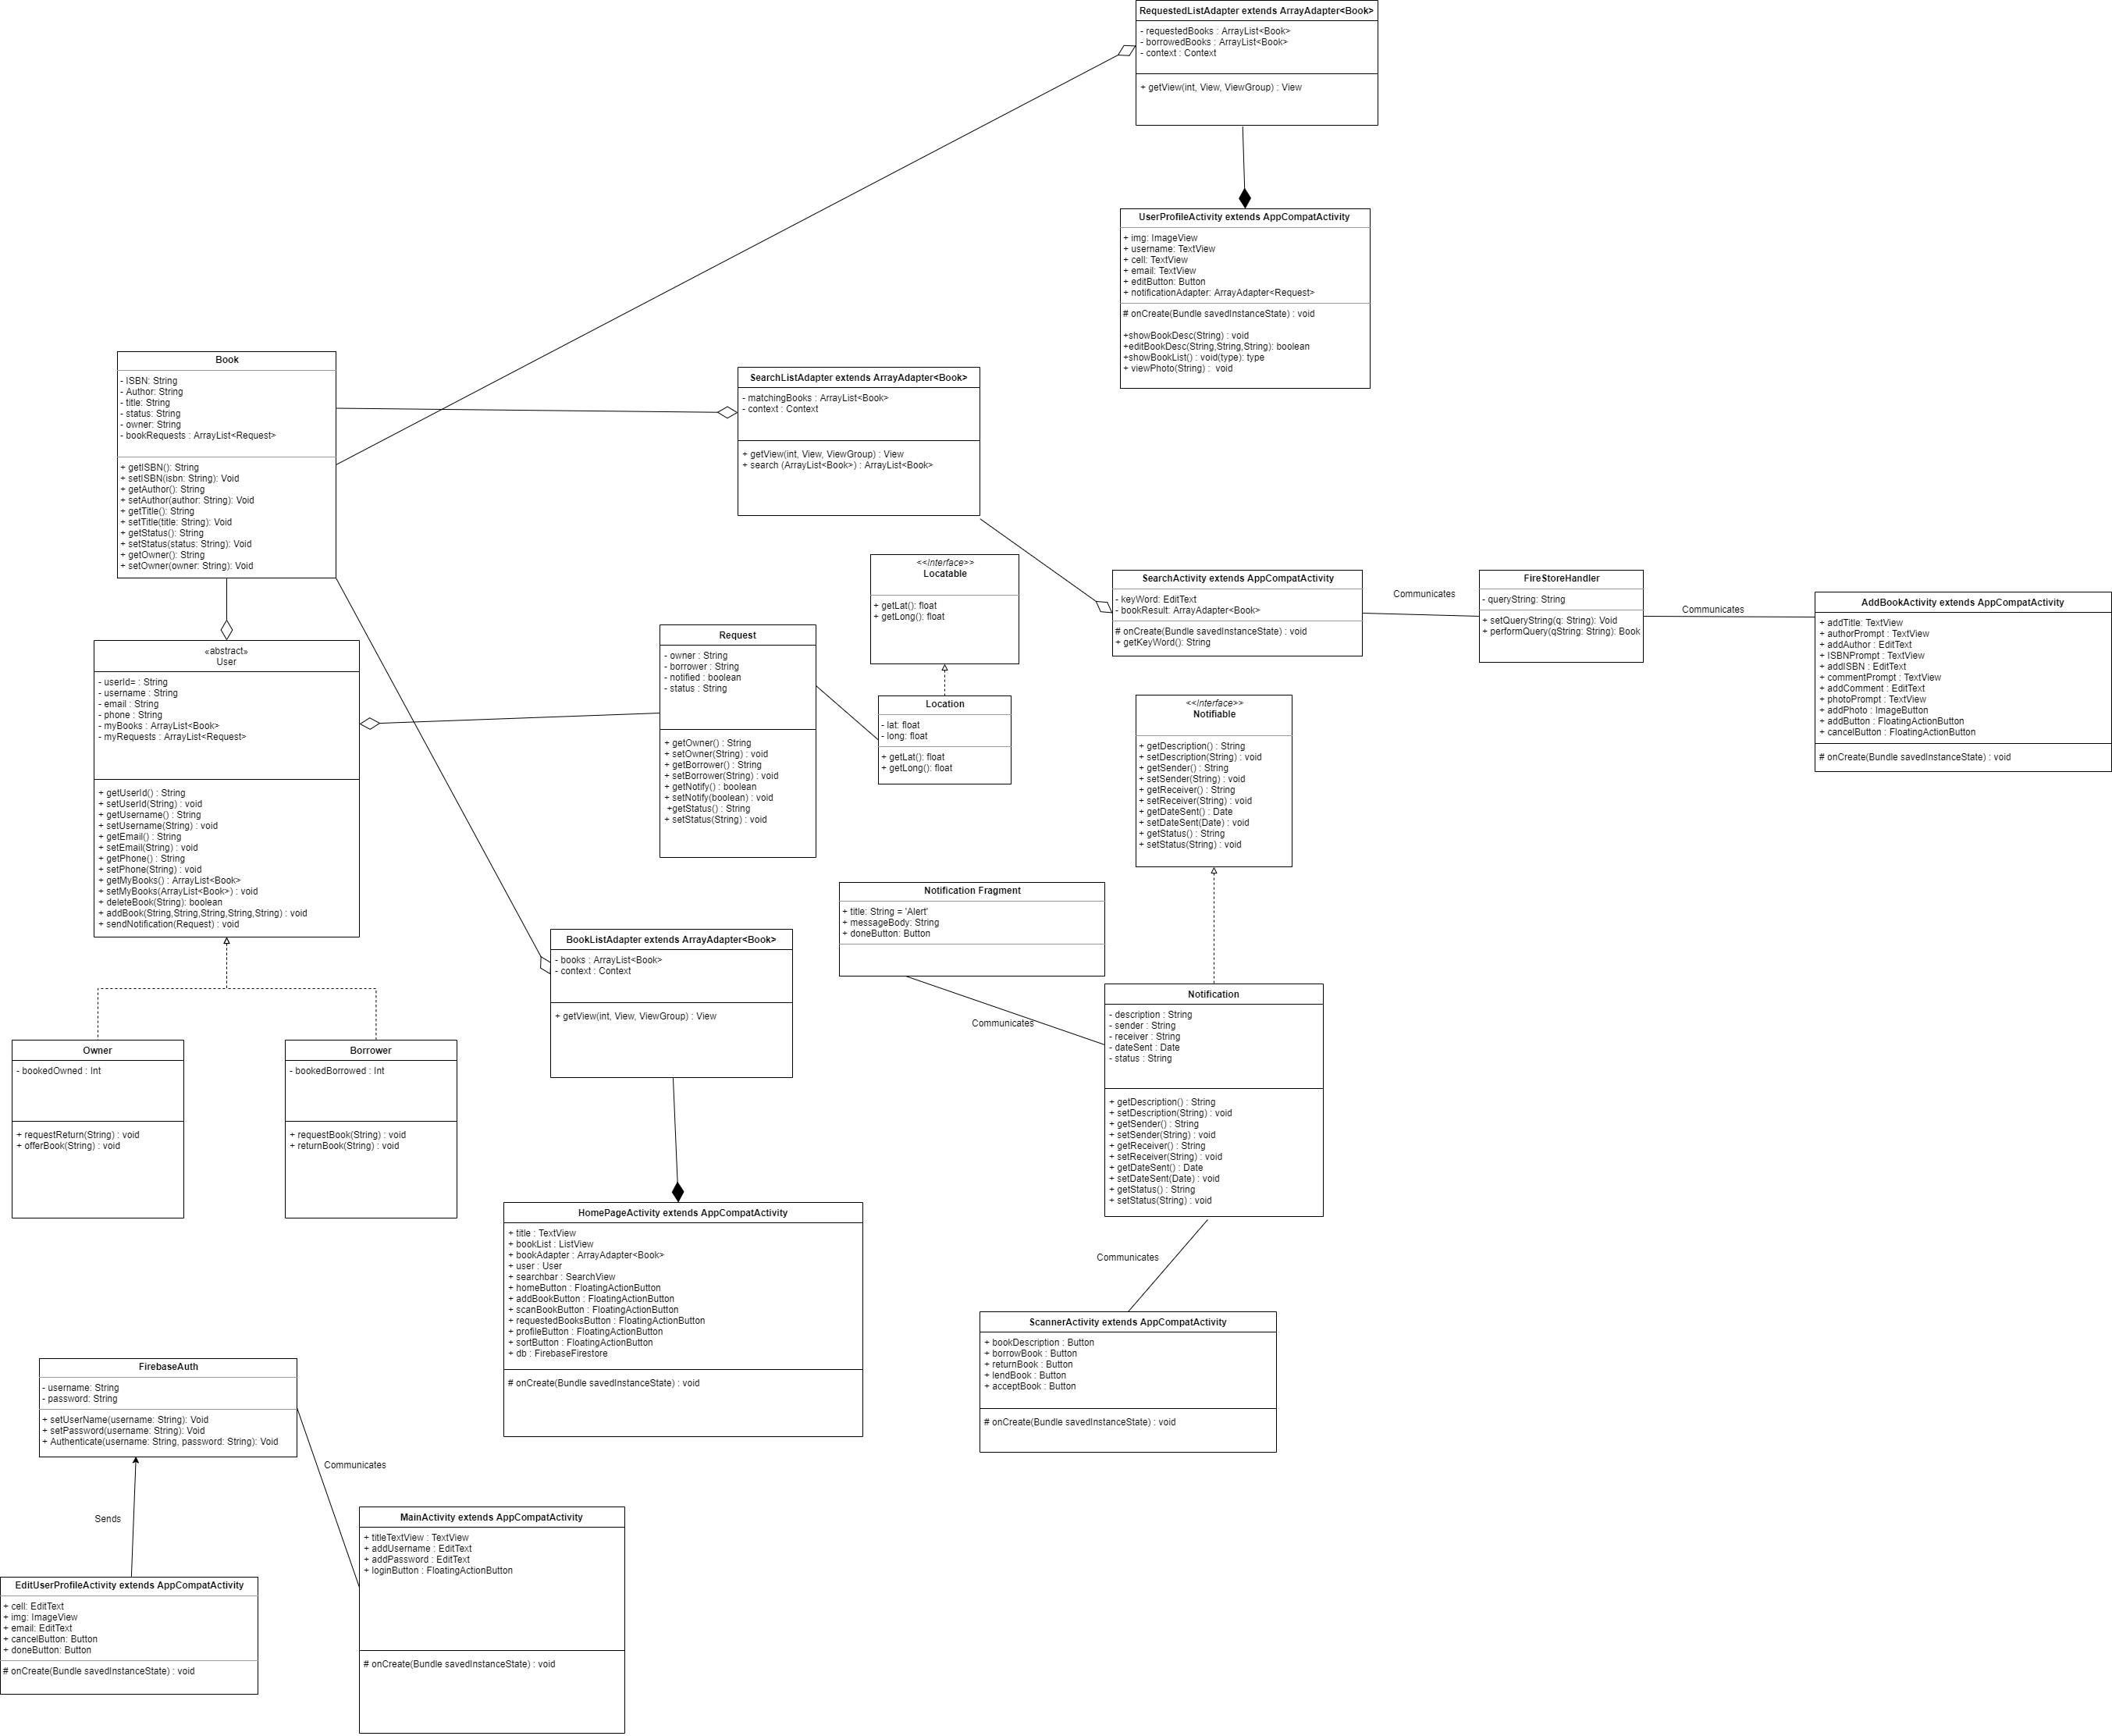 RequestedListAdapter extends ArrayAdapter<Book>
- requestedBooks : ArrayList<Book>
- borrowedBooks : ArrayList<Book>
- context : Context
+ getView(int, View, ViewGroup) : View
UserProfileActivity extends AppCompatActivity
+ img: ImageView
+ username: TextView
+ cell: TextView
+ email: TextView
+ editButton: Button
+ notificationAdapter: ArrayAdapter<Request>
# onCreate(Bundle savedInstanceState) : void
+showBookDesc(String) : void
+editBookDesc(String,String,String): boolean
+showBookList() : void(type): type
+ viewPhoto(String) : void
Book
- ISBN: String
- Author: String
- title: String
- status: String
- owner: String
- bookRequests : ArrayList<Request>
+ getISBN(): String
+ setISBN(isbn: String): Void
+ getAuthor(): String
+ setAuthor(author: String): Void
+ getTitle(): String
+ setTitle(title: String): Void
+ getStatus(): String
+ setStatus(status: String): Void
+ getOwner(): String
+ setOwner(owner: String): Void
SearchListAdapter extends ArrayAdapter<Book>
- matchingBooks : ArrayList<Book>
- context : Context
+ getView(int, View, ViewGroup) : View
+ search (ArrayList<Book>) : ArrayList<Book>
<<interface>>
Locatable
+ getLat(): float
+ getLong(): float
SearchActivity extends AppCompatActivity
- keyWord: EditText
- bookResult: ArrayAdapter<Book>
# onCreate(Bundle savedInstanceState) : void
+ getKeyWord(): String
Communicates
FireStoreHandler
- queryString: String
+ setQueryString(q: String): Void
+ performQuery(qString: String): Book
Communicates
AddBookActivity extends AppCompatActivity
+ addTitle: TextView
+ authorPrompt : TextView
+ addAuthor : EditText
+ ISBNPrompt : TextView
+ addISBN : EditText
+ commentPrompt : TextView
+ addComment : EditText
+ photoPrompt : TextView
+ addPhoto : ImageButton
+ addButton : FloatingActionButton
+ cancelButton : FloatingActionButton
# onCreate(Bundle savedInstanceState) : void
«abstract»
User
- userId= : String
- username : String
- email : String
- phone : String
- myBooks : ArrayList<Book>
- myRequests : ArrayList<Request>
+ getUserId() : String
+ setUserId(String) : void
+ getUsername() : String
+ setUsername(String) : void
+ getEmail() : String
+ setEmail(String) : void
+ getPhone() : String
+ setPhone(String) : void
+ getMyBooks() : ArrayList<Book>
+ setMyBooks(ArrayList<Book>) : void
+ deleteBook(String): boolean
+ addBook(String,String,String,String,String) : void
+ sendNotification(Request) : void
Request
- owner : String
- borrower : String
- notified : boolean
- status : String
+ getOwner() : String
+ setOwner(String) : void
+ getBorrower() : String
+ setBorrower(String) : void
+ getNotify() : boolean
+ setNotify(boolean) : void
+getStatus() : String
+ setStatus(String) : void
Location
- lat: float
- long: float
+ getLat(): float
+ getLong(): float
<<interface>>
Notifiable
+ getDescription() : String
+ setDescription(String) : void
+ getSender() : String
+ setSender(String) : void
+ getReceiver() : String
+ setReceiver(String) : void
+ getDateSent() : Date
+ setDateSent(Date) : void
+ getStatus() : String
+ setStatus(String) : void
Notification Fragment
+ title: String = 'Alert'
+ messageBody: String
+ doneButton: Button
Communicates
BookListAdapter extends ArrayAdapter<Book>
- books : ArrayList<Book>
- context : Context
+ getView(int, View, ViewGroup) : View
Notification
- description : String
- sender : String
- receiver : String
- dateSent : Date
- status : String
+ getDescription() : String
+ setDescription(String) : void
+ getSender() : String
+ setSender(String) : void
+ getReceiver() : String
+ setReceiver(String) : void
+ getDateSent() : Date
+ setDateSent(Date) : void
+ getStatus() : String
+ setStatus(String) : void
Owner
- bookedOwned : Int
+ requestReturn(String) : void
+ offerBook(String) : void
Borrower
- bookedBorrowed : Int
+ requestBook(String) : void
+ returnBook(String) : void
HomePageActivity extends AppCompatActivity
+ title : TextView
+ bookList : ListView
+ bookAdapter : ArrayAdapter<Book>
+ user : User
+ searchbar : SearchView
+ homeButton : FloatingActionButton
+ addBookButton : FloatingActionButton
+ scanBookButton : FloatingActionButton
+ requestedBooksButton : FloatingActionButton
+ profileButton : FloatingActionButton
+ sortButton : FloatingActionButton
+ db : FirebaseFirestore
# onCreate(Bundle savedInstanceState) : void
Communicates
ScannerActivity extends AppCompatActivity
+ bookDescription : Button
+ borrowBook : Button
+ returnBook : Button
+ lendBook : Button
+ acceptBook : Button
# onCreate(Bundle savedInstanceState) : void
FirebaseAuth
- username: String
- password: String
+ setUserName(username: String): Void
+ setPassword(username: String): Void
+ Authenticate(username: String, password: String): Void
Communicates
Sends
MainActivity extends AppCompatActivity
+ titleTextView : TextView
+ addUsername : EditText
+ addPassword : EditText
+ loginButton : FloatingActionButton
# onCreate(Bundle savedInstanceState) : void
EditUserProfileActivity extends AppCompatActivity
+ cell: EditText
+ img: ImageView
+ email: EditText
+ cancelButton: Button
+ doneButton: Button
# onCreate(Bundle savedInstanceState) : void